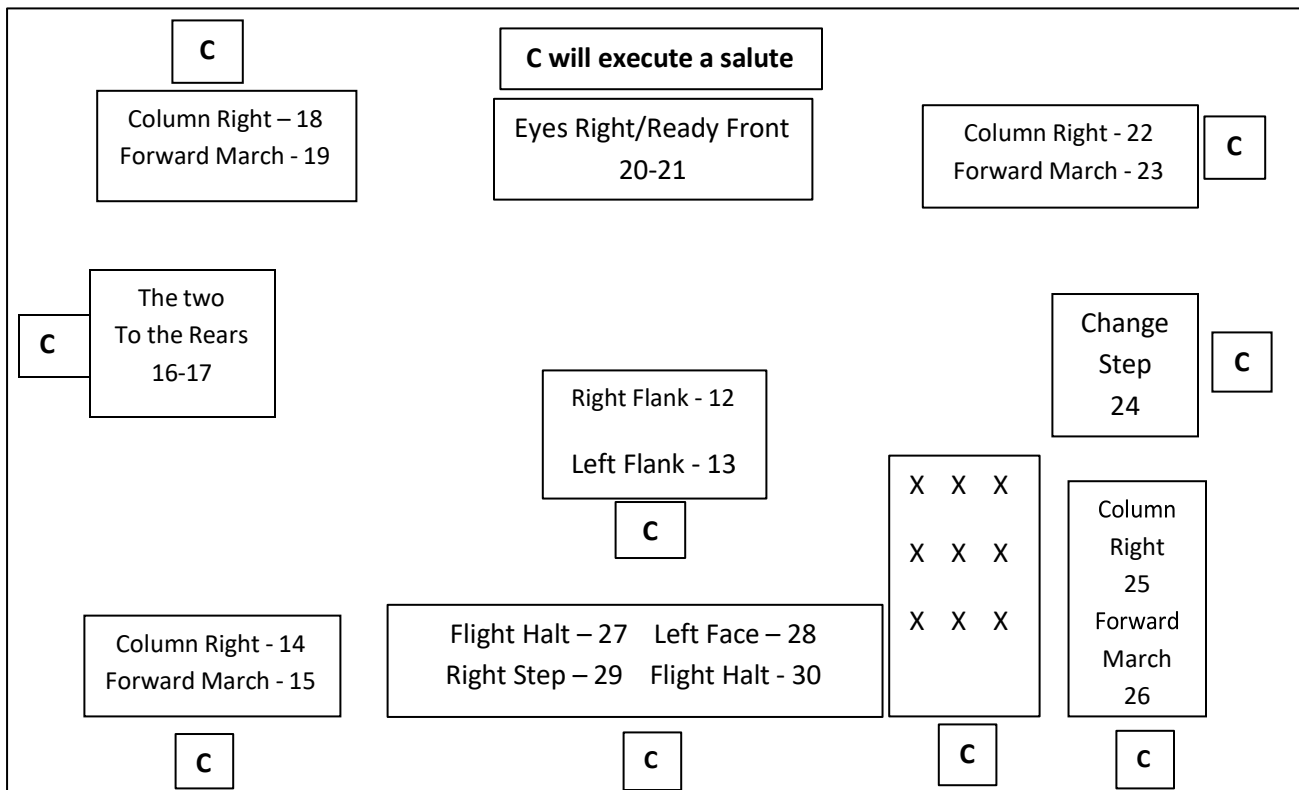 C
C will execute a salute
Column Right – 18
Forward March - 19
Eyes Right/Ready Front
20-21
Column Right - 22
Forward March - 23
C
C
The two
To the Rears
16-17
Change
Step
24
C
Right Flank - 12
Left Flank - 13
C
X X X
X X X
X X X
Column
Right
25
Forward
March
26
Column Right - 14
Forward March - 15
Flight Halt – 27 Left Face – 28
Right Step – 29 Flight Halt - 30
C
C
C
C